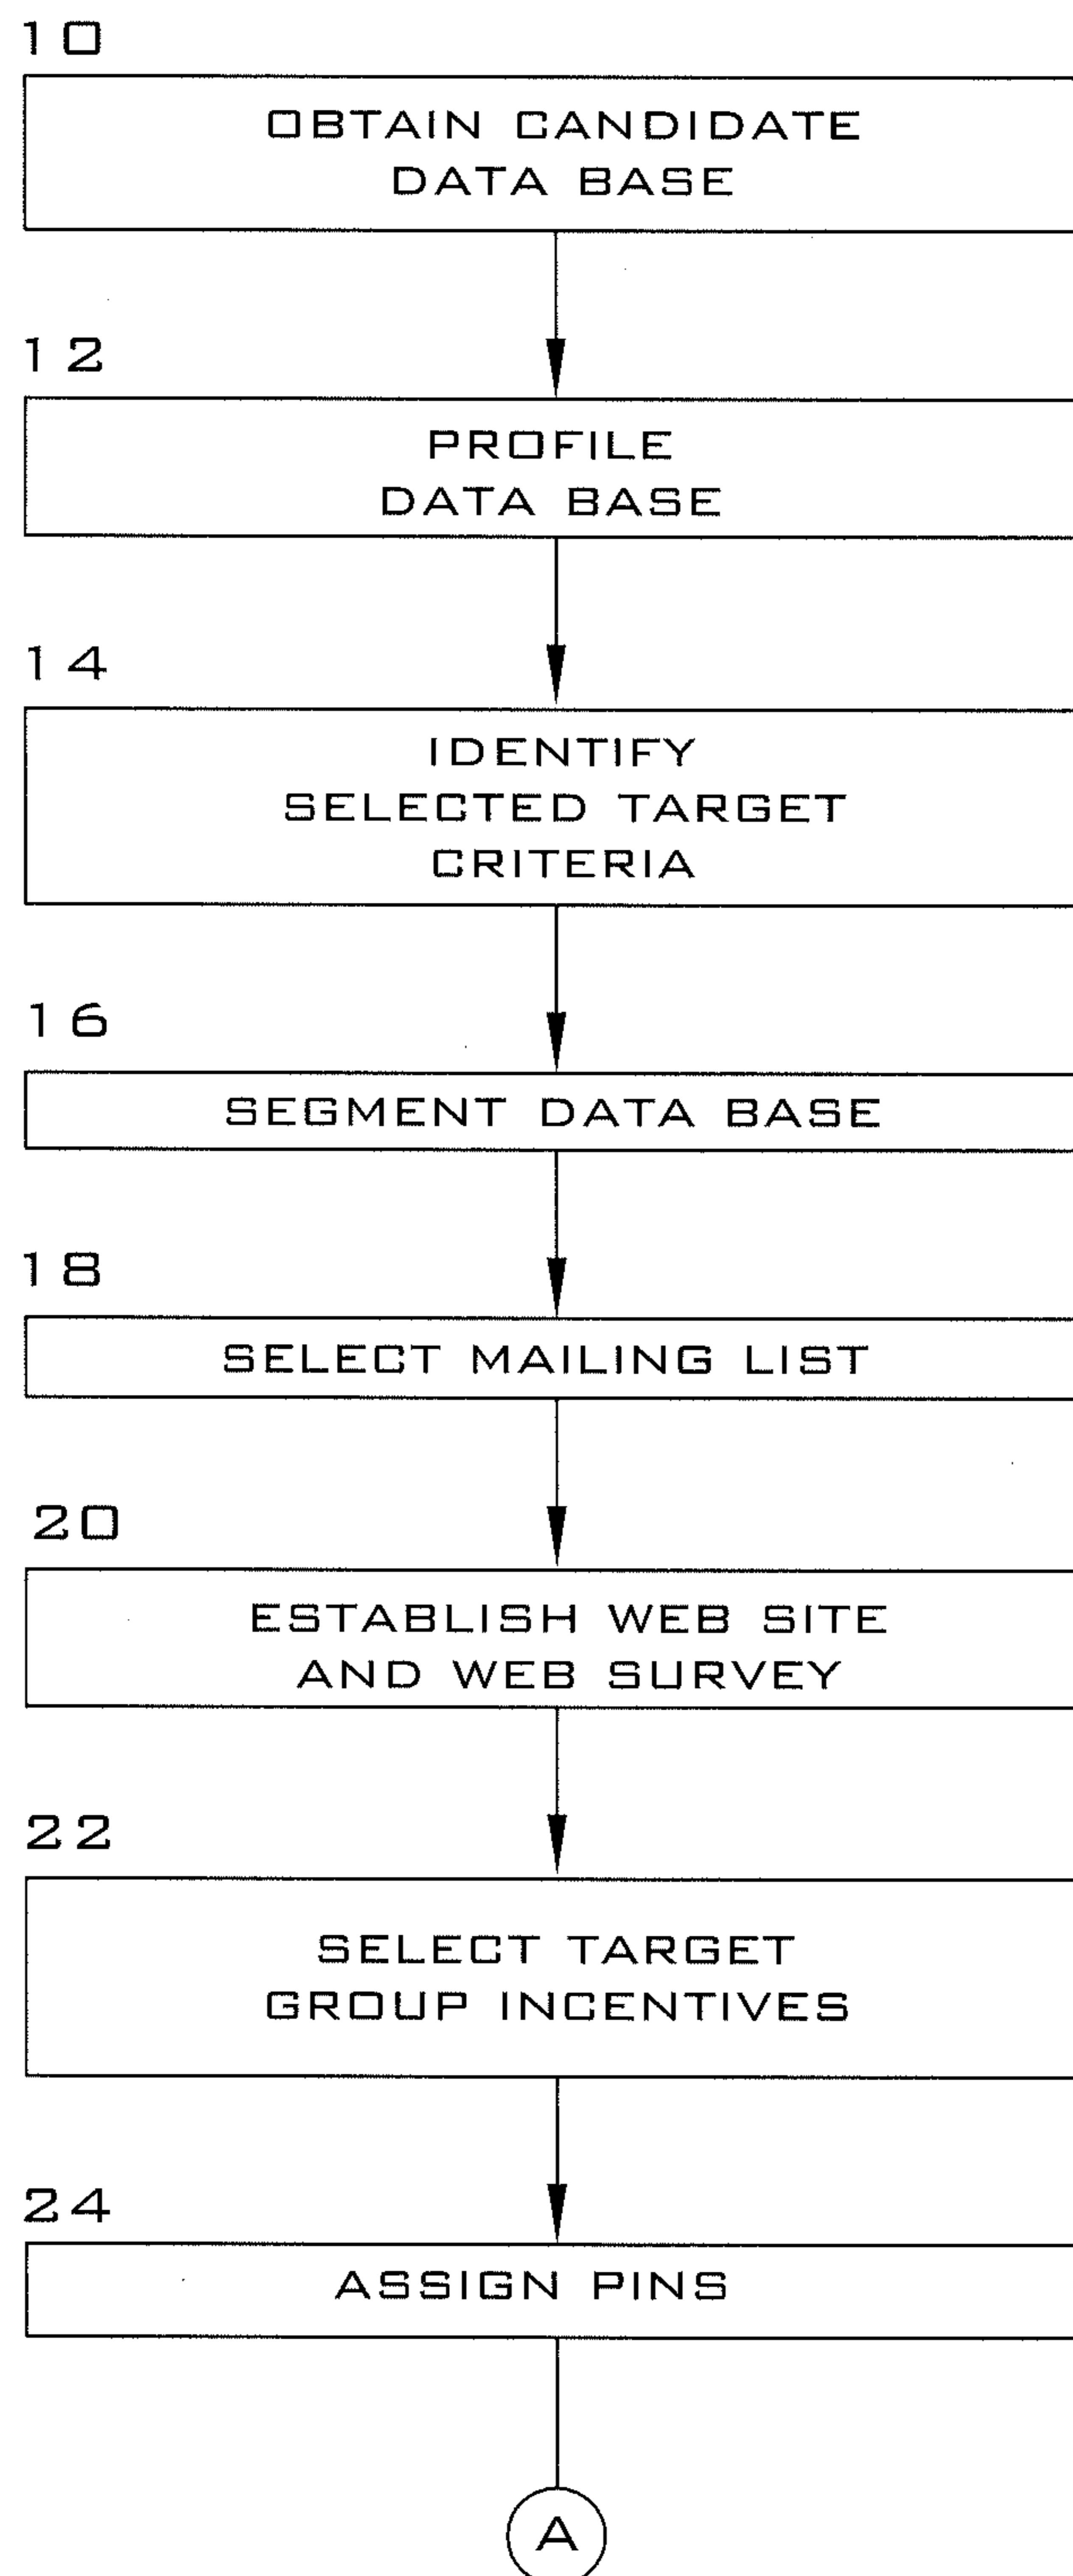 10
OBTAIN CANDIDATE
DATA BASE
12
PROFILE
DATA BASE
14
IDENTIFY
SELECTED TARGET
CRITERIA
16
SEGMENT DATA BASE
18
SELECT MAILING LIST
20
ESTABLISH WEB SITE
AND WEB SURVEY
22
SELECT TARGET
GROUP INCENTIVES
24
ASSIGN PINS
A